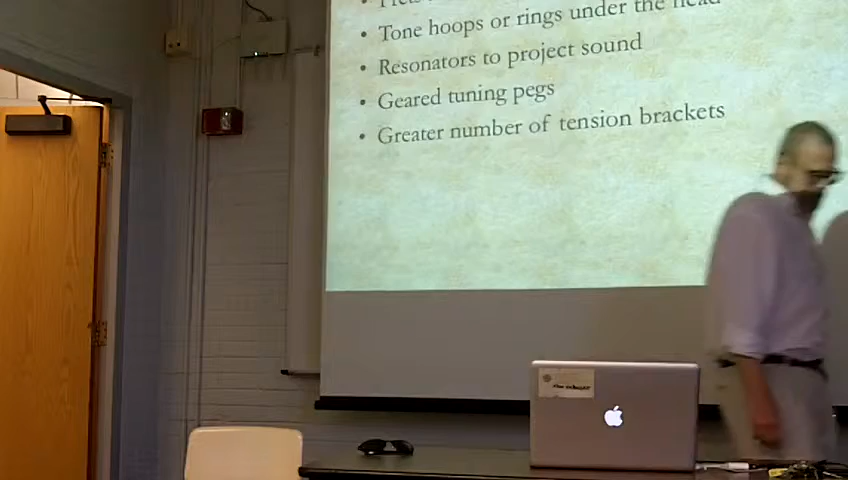 • Tone hoops or rings under the head
• Resonators to project sound
• Geared tuning pegs
• Greater number of tension brackets